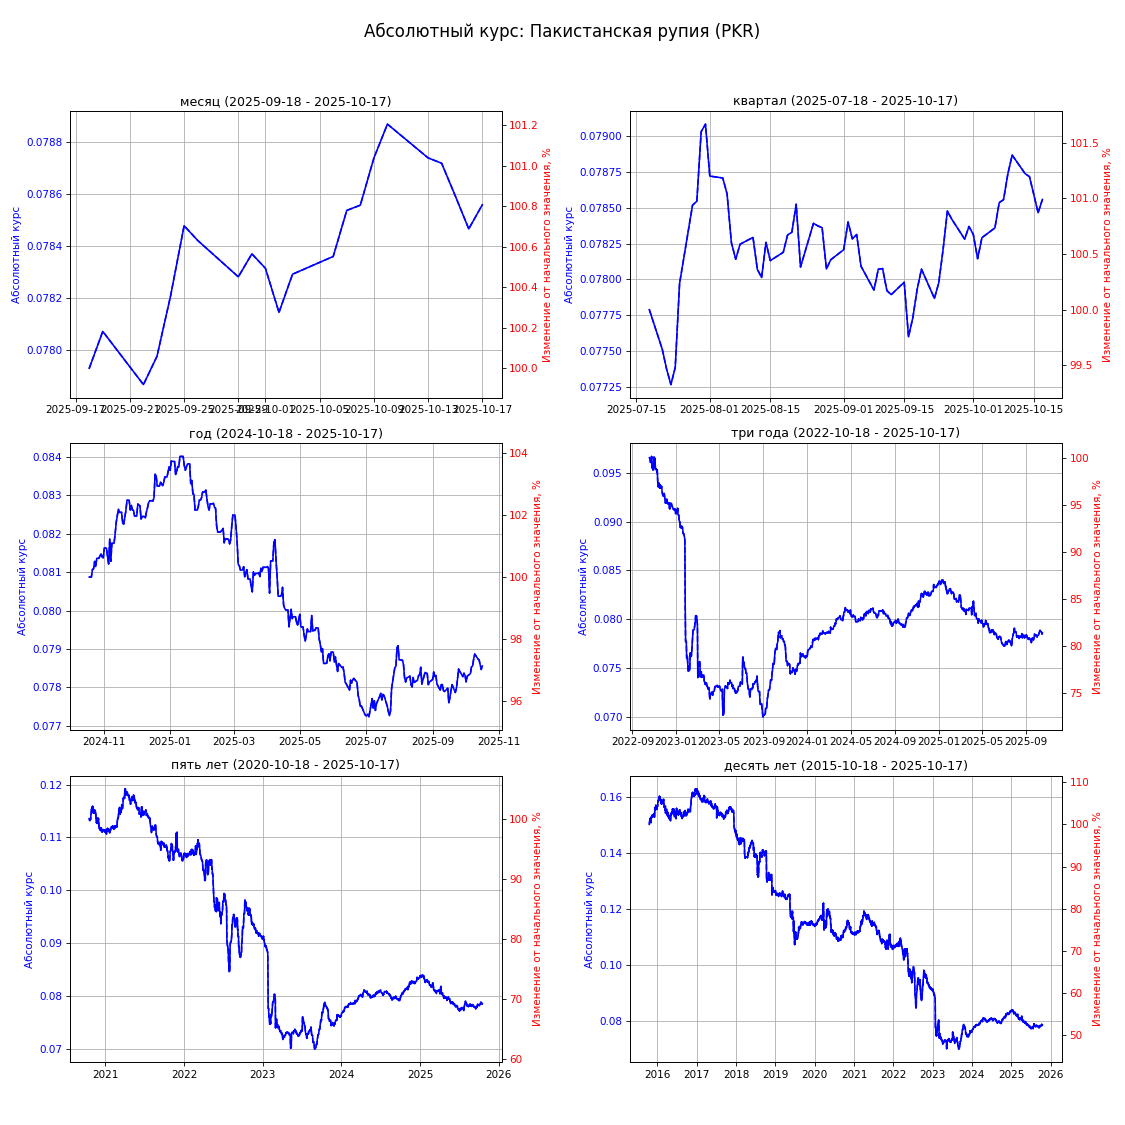 Абсолютный курс: Пакистанская рупия (PKR)
месяц (2025-09-18 - 2025-10-17)
Абсолютный курс
0.0788
0.0786
0.0784
0.0782
0.0780
101.2
101.0
100.8
100.6
100.4
100.2
100.0
Изменение от начального значения, %
2025-09-17 2025-09-21 2025-09-25 2025-09-29 2025-10-01 2025-10-05 2025-10-09 2025-10-13 2025-10-17
квартал (2025-07-18 - 2025-10-17)
Абсолютный курс
0.07900
0.07875
0.07850
0.07825
0.07800
0.07775
0.07750
0.07725
101.5
101.0
100.5
100.0
99.5
Изменение от начального значения, %
2025-07-15 2025-08-01 2025-08-15 2025-09-01 2025-09-15 2025-10-01 2025-10-15
год (2024-10-18 - 2025-10-17)
Абсолютный курс
0.084
0.083
0.082
0.081
0.080
0.079
0.078
0.077
104
102
100
98
96
Изменение от начального значения, %
2024-11 2025-01 2025-03 2025-05 2025-07 2025-09 2025-11
три года (2022-10-18 - 2025-10-17)
Абсолютный курс
0.095
0.090
0.085
0.080
0.075
0.070
100
95
90
85
80
75
Изменение от начального значения, %
2022-09 2023-01 2023-05 2023-09 2024-01 2024-05 2024-09 2025-01 2025-05 2025-09
пять лет (2020-10-18 - 2025-10-17)
Абсолютный курс
0.12
0.11
0.10
0.09
0.08
0.07
100
90
80
70
60
Изменение от начального значения, %
2021 2022 2023 2024 2025 2026
десять лет (2015-10-18 - 2025-10-17)
Абсолютный курс
0.16
0.14
0.12
0.10
0.08
110
100
90
80
70
60
50
Изменение от начального значения, %
2016 2017 2018 2019 2020 2021 2022 2023 2024 2025 2026